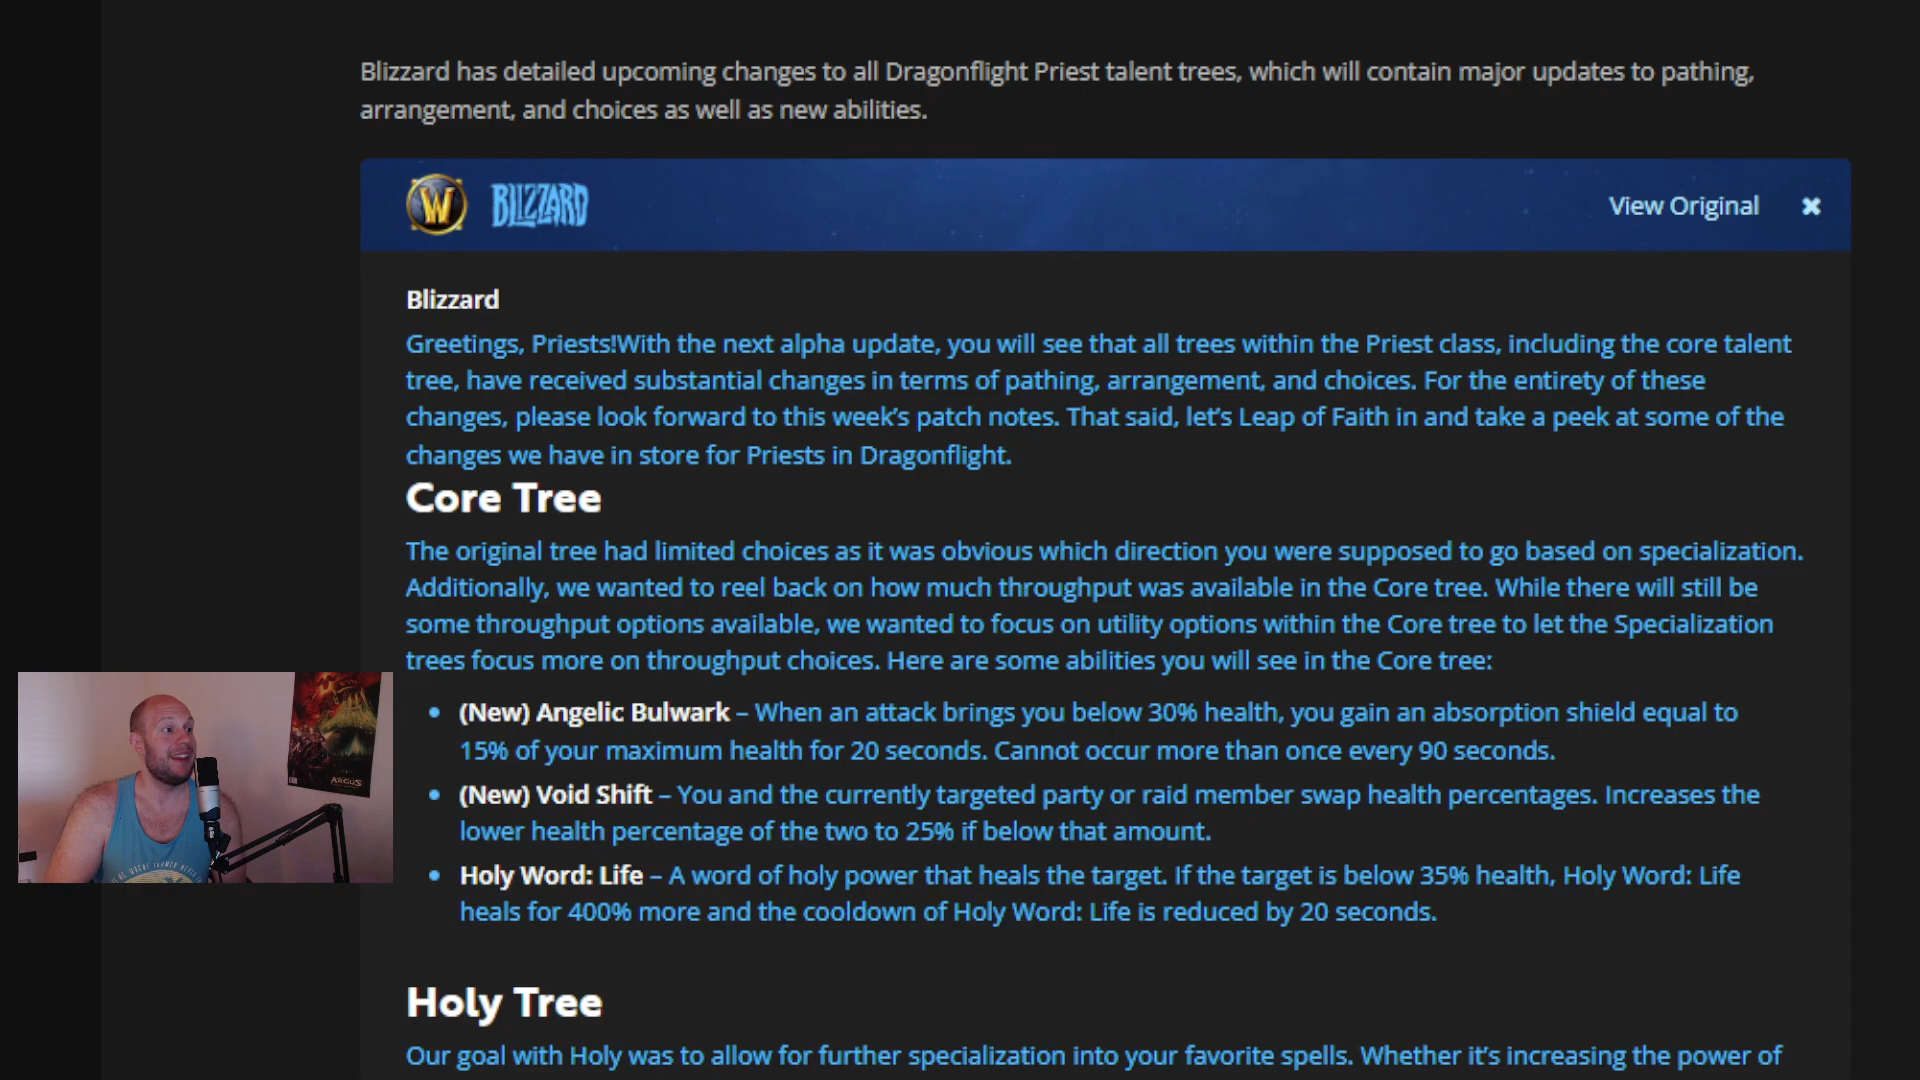 Blizzard has detailed upcoming changes to all Dragonflight Priest talent trees, which will contain major updates to pathing,
arrangement, and choices as well as new abilities.
W BLIZZARD View Original ✖
Blizzard
Greetings, Priests!With the next alpha update, you will see that all trees within the Priest class, including the core talent
tree, have received substantial changes in terms of pathing, arrangement, and choices. For the entirety of these
changes, please look forward to this week’s patch notes. That said, let’s Leap of Faith in and take a peek at some of the
changes we have in store for Priests in Dragonflight.
Core Tree
The original tree had limited choices as it was obvious which direction you were supposed to go based on specialization.
Additionally, we wanted to reel back on how much throughput was available in the Core tree. While there will still be
some throughput options available, we wanted to focus on utility options within the Core tree to let the Specialization
trees focus more on throughput choices. Here are some abilities you will see in the Core tree:
• (New) Angelic Bulwark – When an attack brings you below 30% health, you gain an absorption shield equal to
15% of your maximum health for 20 seconds. Cannot occur more than once every 90 seconds.
• (New) Void Shift – You and the currently targeted party or raid member swap health percentages. Increases the
lower health percentage of the two to 25% if below that amount.
• Holy Word: Life – A word of holy power that heals the target. If the target is below 35% health, Holy Word: Life
heals for 400% more and the cooldown of Holy Word: Life is reduced by 20 seconds.
ARGUS
Holy Tree
Our goal with Holy was to allow for further specialization into your favorite spells. Whether it’s increasing the power of